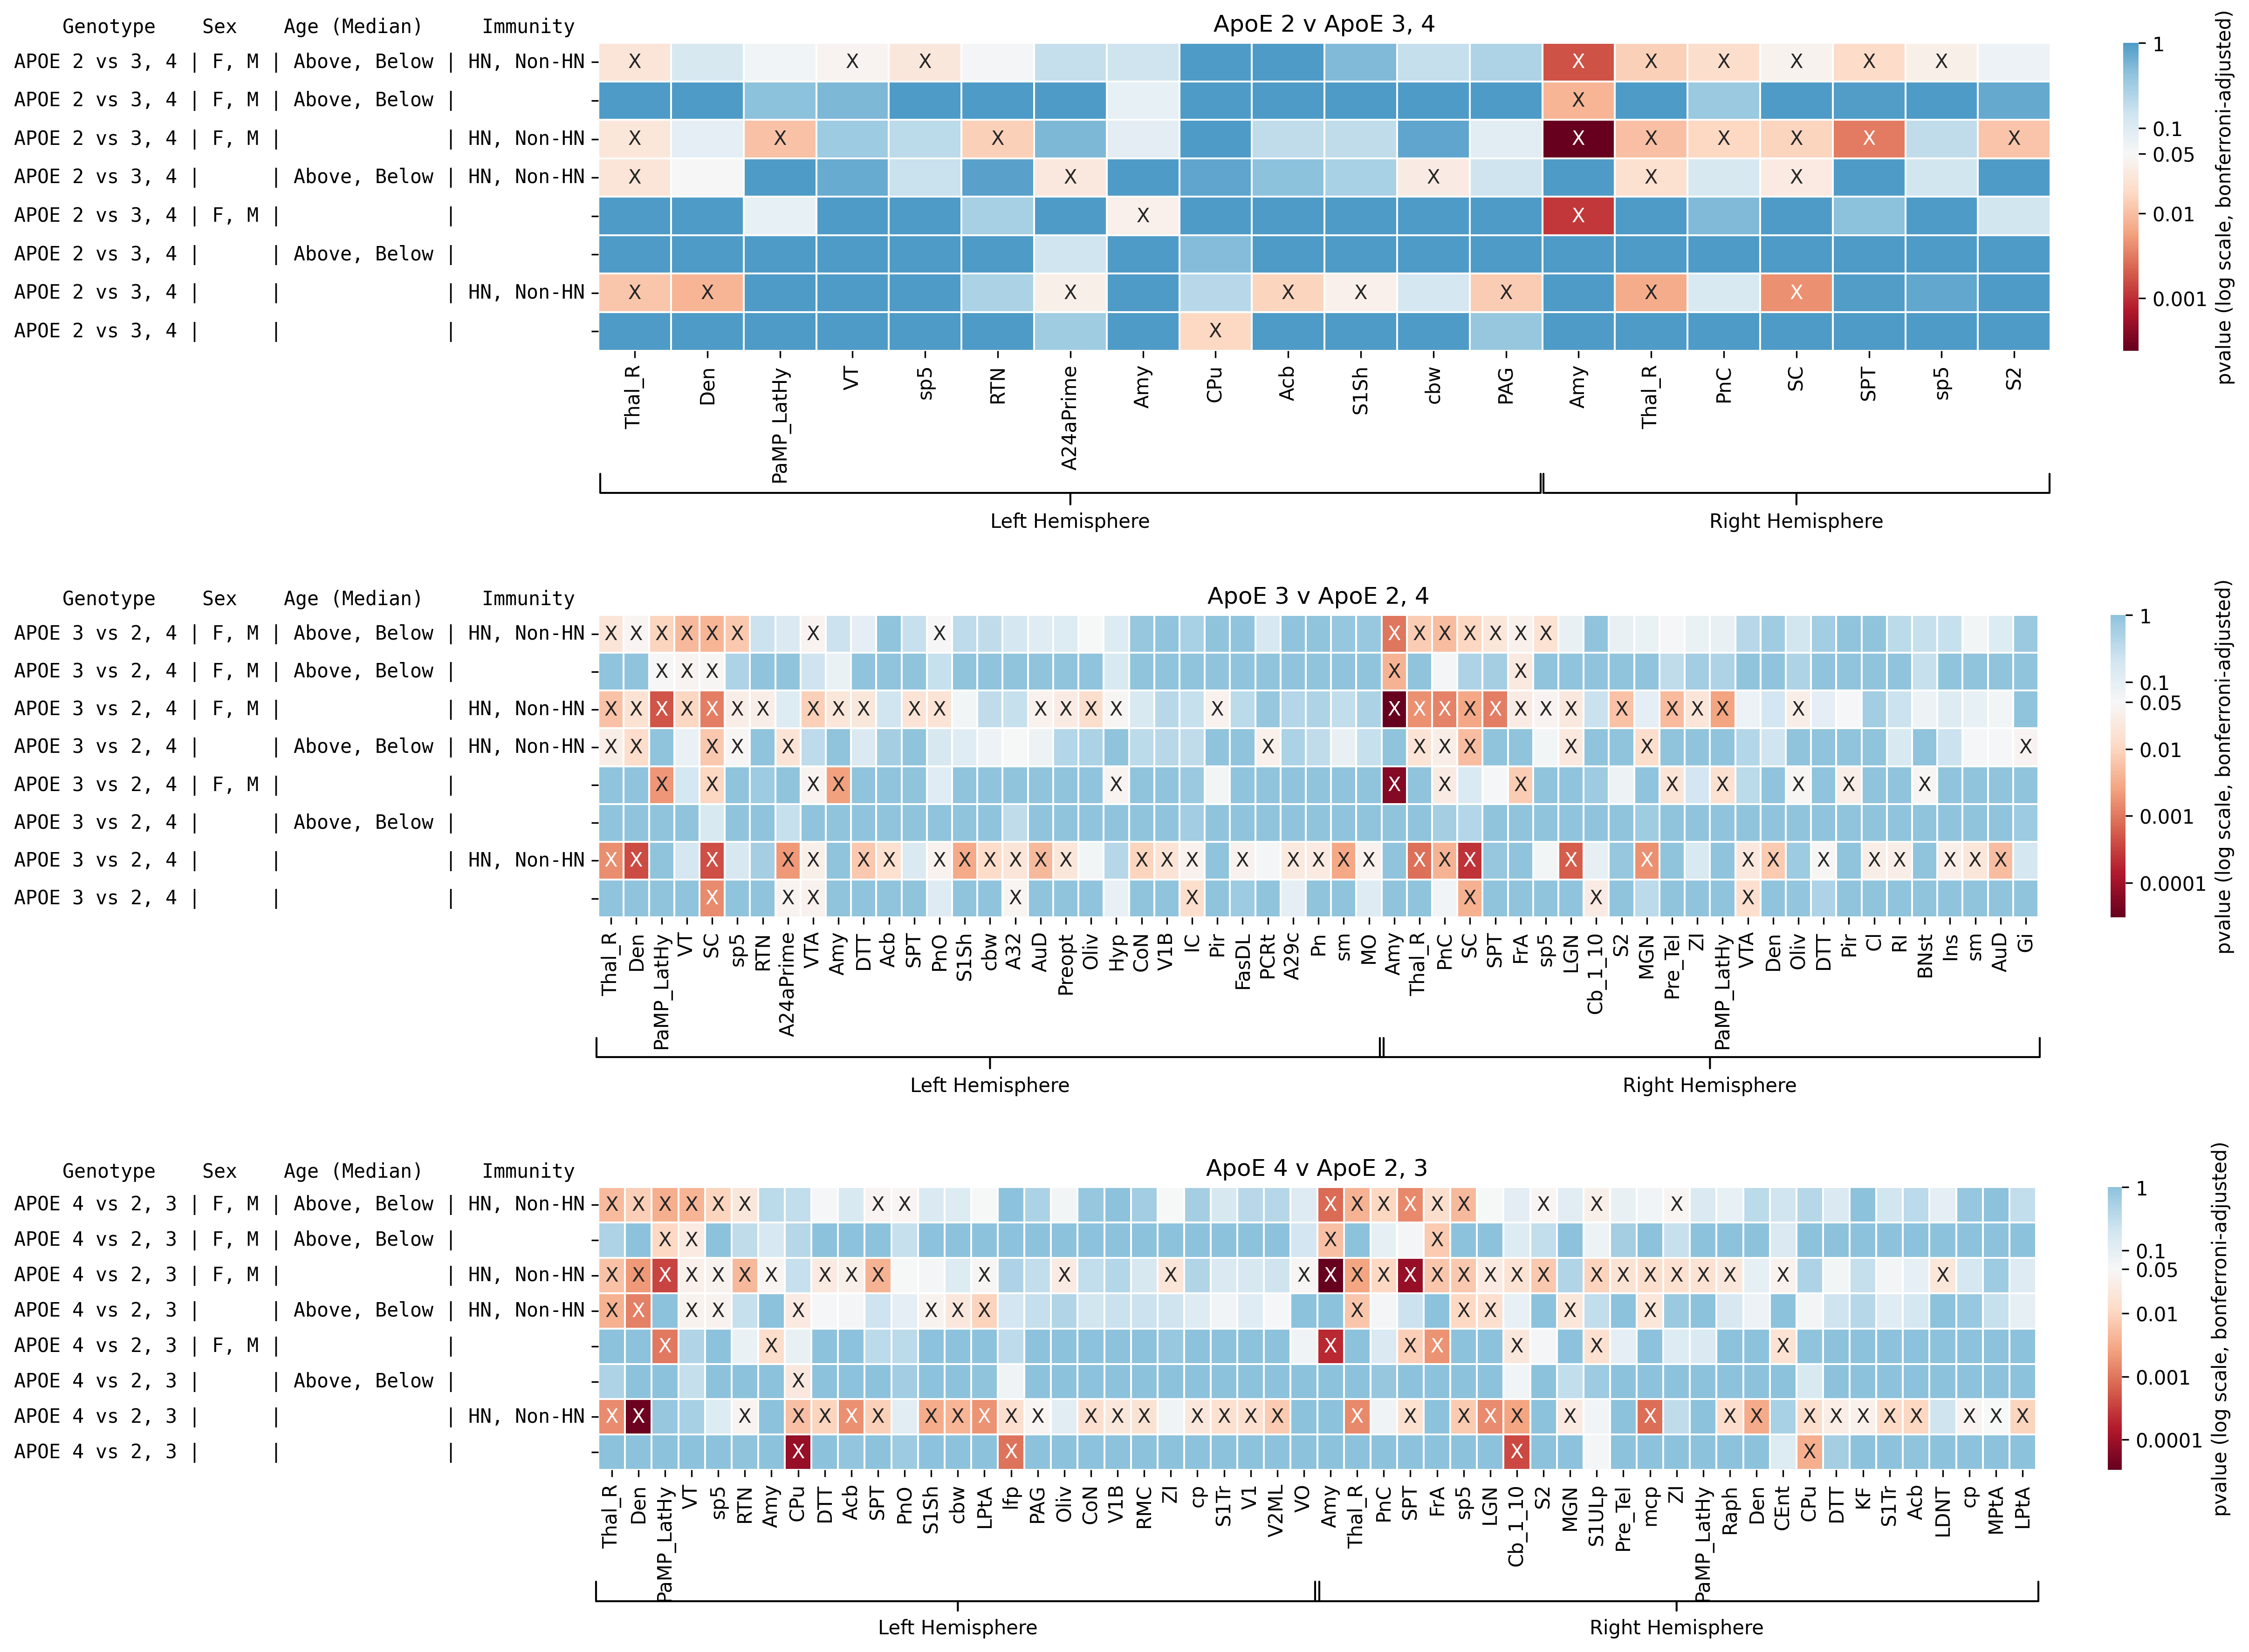 Genotype Sex Age (Median) Immunity
ApoE 2 v ApoE 3, 4
APOE 2 vs 3, 4 | F, M | Above, Below | HN, Non-HN X X X X X X X X X X
APOE 2 vs 3, 4 | F, M | Above, Below | X
APOE 2 vs 3, 4 | F, M | | HN, Non-HN X X X X X X X X X
APOE 2 vs 3, 4 | | Above, Below | HN, Non-HN X X X X X
APOE 2 vs 3, 4 | F, M | | X X
APOE 2 vs 3, 4 | | Above, Below |
APOE 2 vs 3, 4 | | | HN, Non-HN X X X X X X X X
APOE 2 vs 3, 4 | | | X
1
0.1
0.05
0.01
0.001
pvalue (log scale, bonferroni-adjusted)
Thal_R Den PaMP_LatHy VT sp5 RTN A24aPrime Amy CPu Acb S1Sh cbw PAG Amy Thal_R PnC SC SPT sp5 S2
Left Hemisphere Right Hemisphere
Genotype Sex Age (Median) Immunity
ApoE 3 v ApoE 2, 4
APOE 3 vs 2, 4 | F, M | Above, Below | HN, Non-HN X X X X X X X X X X X X X X X
APOE 3 vs 2, 4 | F, M | Above, Below | X X X X X
APOE 3 vs 2, 4 | F, M | | HN, Non-HN X X X X X X X X X X X X X X X X X X X X X X X X X X X X X X X
APOE 3 vs 2, 4 | | Above, Below | HN, Non-HN X X X X X X X X X X X X
APOE 3 vs 2, 4 | F, M | | X X X X X X X X X X X X X
APOE 3 vs 2, 4 | | Above, Below |
APOE 3 vs 2, 4 | | | HN, Non-HN X X X X X X X X X X X X X X X X X X X X X X X X X X X X X X X X X X X X
APOE 3 vs 2, 4 | | | X X X X X X X X
1
0.1
0.05
0.01
0.001
0.0001
pvalue (log scale, bonferroni-adjusted)
Thal_R Den PaMP_LatHy VT SC sp5 RTN A24aPrime VTA Amy DTT Acb SPT PnO S1Sh cbw A32 AuD Preopt Oliv Hyp CoN V1B IC Pir FasDL PCRt A29c Pn sm MO Amy Thal_R PnC SC SPT FrA sp5 LGN Cb_1_10 S2 MGN Pre_Tel ZI PaMP_LatHy VTA Den Oliv DTT Pir Cl RI BNst Ins sm AuD Gi
Left Hemisphere Right Hemisphere
Genotype Sex Age (Median) Immunity
ApoE 4 v ApoE 2, 3
APOE 4 vs 2, 3 | F, M | Above, Below | HN, Non-HN X X X X X X X X X X X X X X X X X
APOE 4 vs 2, 3 | F, M | Above, Below | X X X X
APOE 4 vs 2, 3 | F, M | | HN, Non-HN X X X X X X X X X X X X X X X X X X X X X X X X X X X X X X X
APOE 4 vs 2, 3 | | Above, Below | HN, Non-HN X X X X X X X X X X X X X
APOE 4 vs 2, 3 | F, M | | X X X X X X X X
APOE 4 vs 2, 3 | | Above, Below | X
APOE 4 vs 2, 3 | | | HN, Non-HN X X X X X X X X X X X X X X X X X X X X X X X X X X X X X X X X X X X X X X
APOE 4 vs 2, 3 | | | X X X X
1
0.1
0.05
0.01
0.001
0.0001
pvalue (log scale, bonferroni-adjusted)
Thal_R Den PaMP_LatHy VT sp5 RTN Amy CPu DTT Acb SPT PnO S1Sh cbw LPtA lfp PAG Oliv CoN V1B RMC ZI cp S1Tr V1 V2ML VO Amy Thal_R PnC SPT FrA sp5 LGN Cb_1_10 S2 MGN S1ULp Pre_Tel mcp ZI PaMP_LatHy Raph Den CEnt CPu DTT KF S1Tr Acb LDNT cp MPtA LPtA
Left Hemisphere Right Hemisphere